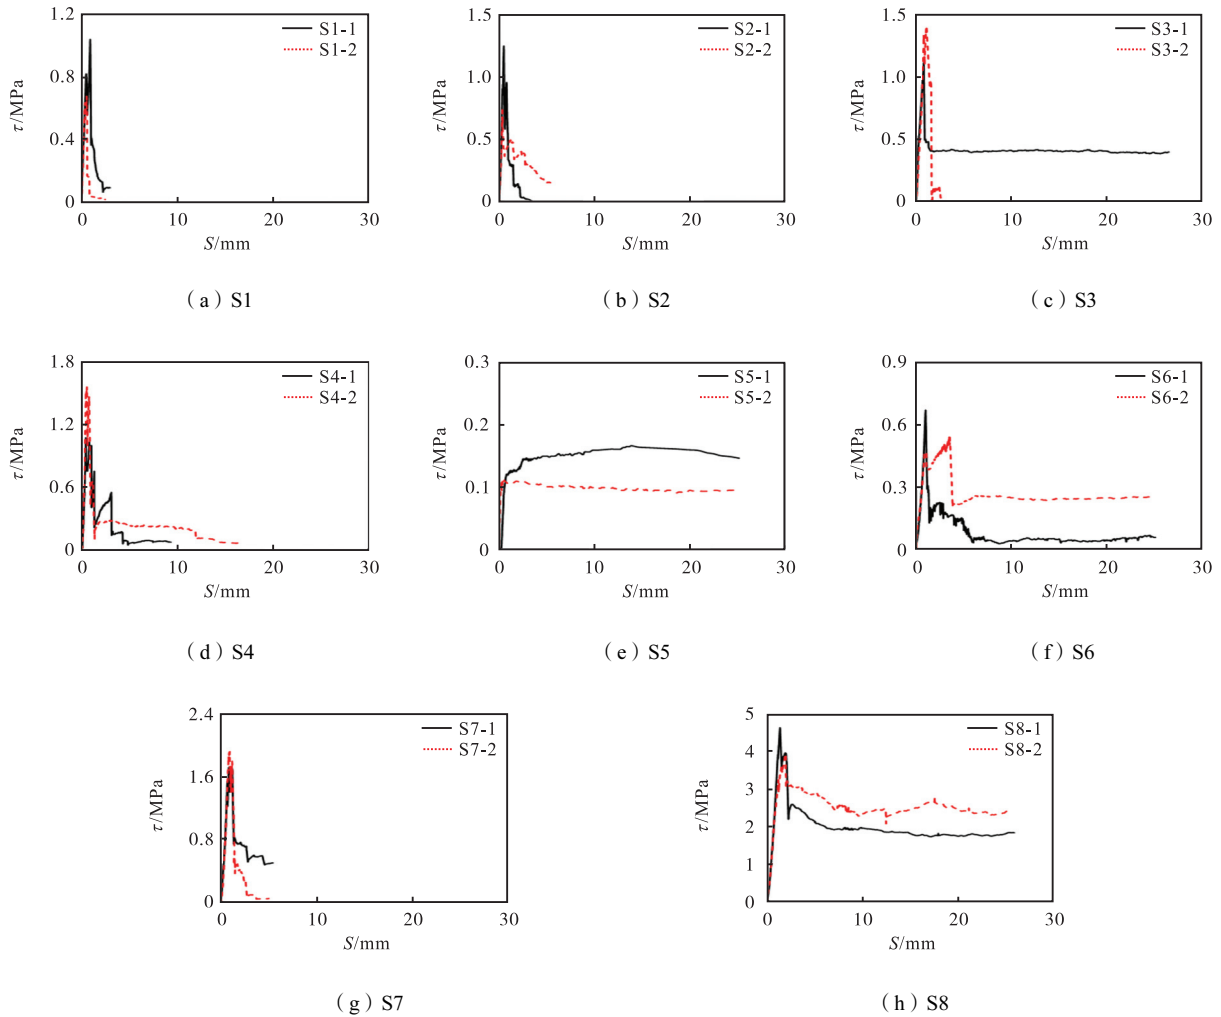 1.2
0.8
0.4
0
τ/MPa
S1-1
S1-2
0 10 20 30
S/mm
(a) S1
1.5
1.0
0.5
0
τ/MPa
S2-1
S2-2
0 10 20 30
S/mm
(b) S2
1.5
1.0
0.5
0
τ/MPa
S3-1
S3-2
0 10 20 30
S/mm
(c) S3
1.8
1.2
0.6
0
τ/MPa
S4-1
S4-2
0 10 20 30
S/mm
(d) S4
0.3
0.2
0.1
0
τ/MPa
S5-1
S5-2
0 10 20 30
S/mm
(e) S5
0.9
0.6
0.3
0
τ/MPa
S6-1
S6-2
0 10 20 30
S/mm
(f) S6
2.4
1.6
0.8
0
τ/MPa
S7-1
S7-2
0 10 20 30
S/mm
(g) S7
5
4
3
2
1
0
τ/MPa
S8-1
S8-2
0 10 20 30
S/mm
(h) S8